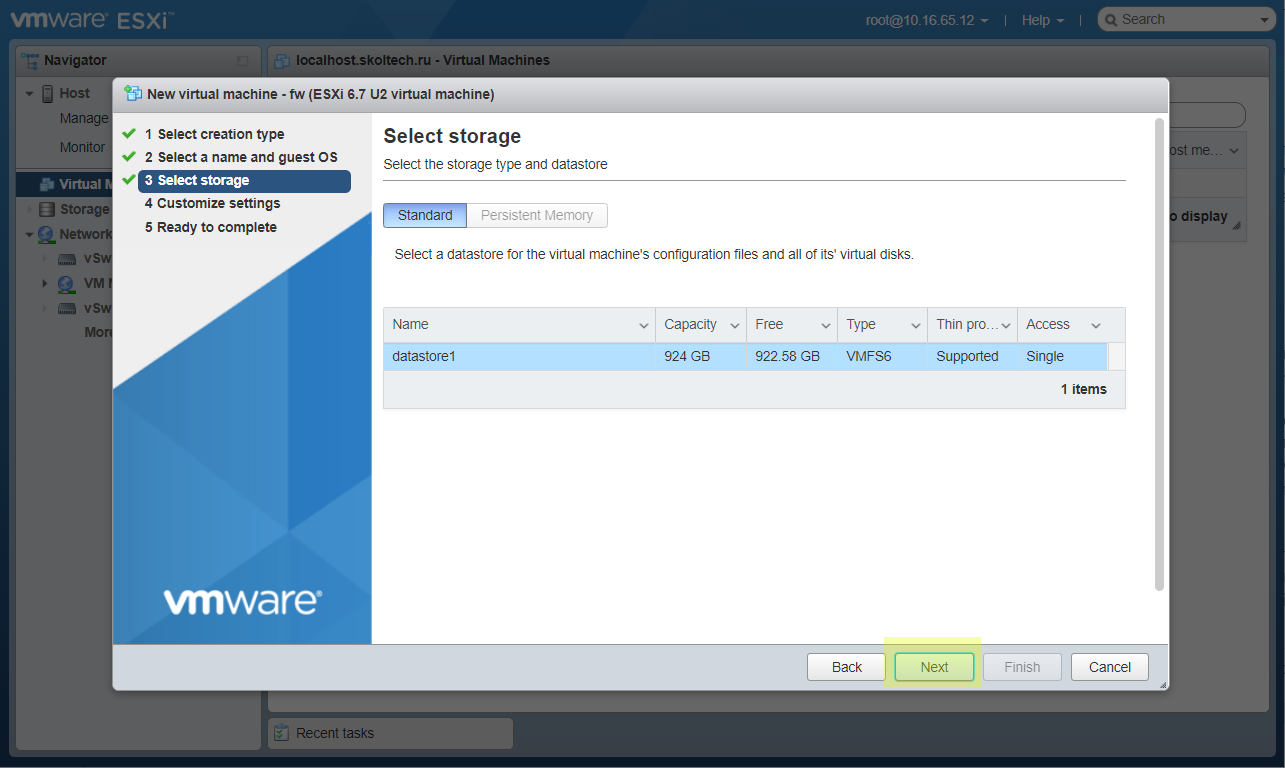 vmware® ESXi™
root@10.16.65.12 | Help | Search
Navigator
localhost.skoltech.ru - Virtual Machines
Host
Manage
Monitor
Virtual M
Storage
Network
vSw
VM
vSw
More
ost me...
o display
New virtual machine - fw (ESXi 6.7 U2 virtual machine)
1 Select creation type
2 Select a name and guest OS
3 Select storage
4 Customize settings
5 Ready to complete
vmware®
Select storage
Select the storage type and datastore
Standard Persistent Memory
Select a datastore for the virtual machine's configuration files and all of its' virtual disks.
Name Capacity Free Type Thin pro... Access
datastore1 924 GB 922.58 GB VMFS6 Supported Single
1 items
Back Next Finish Cancel
Recent tasks